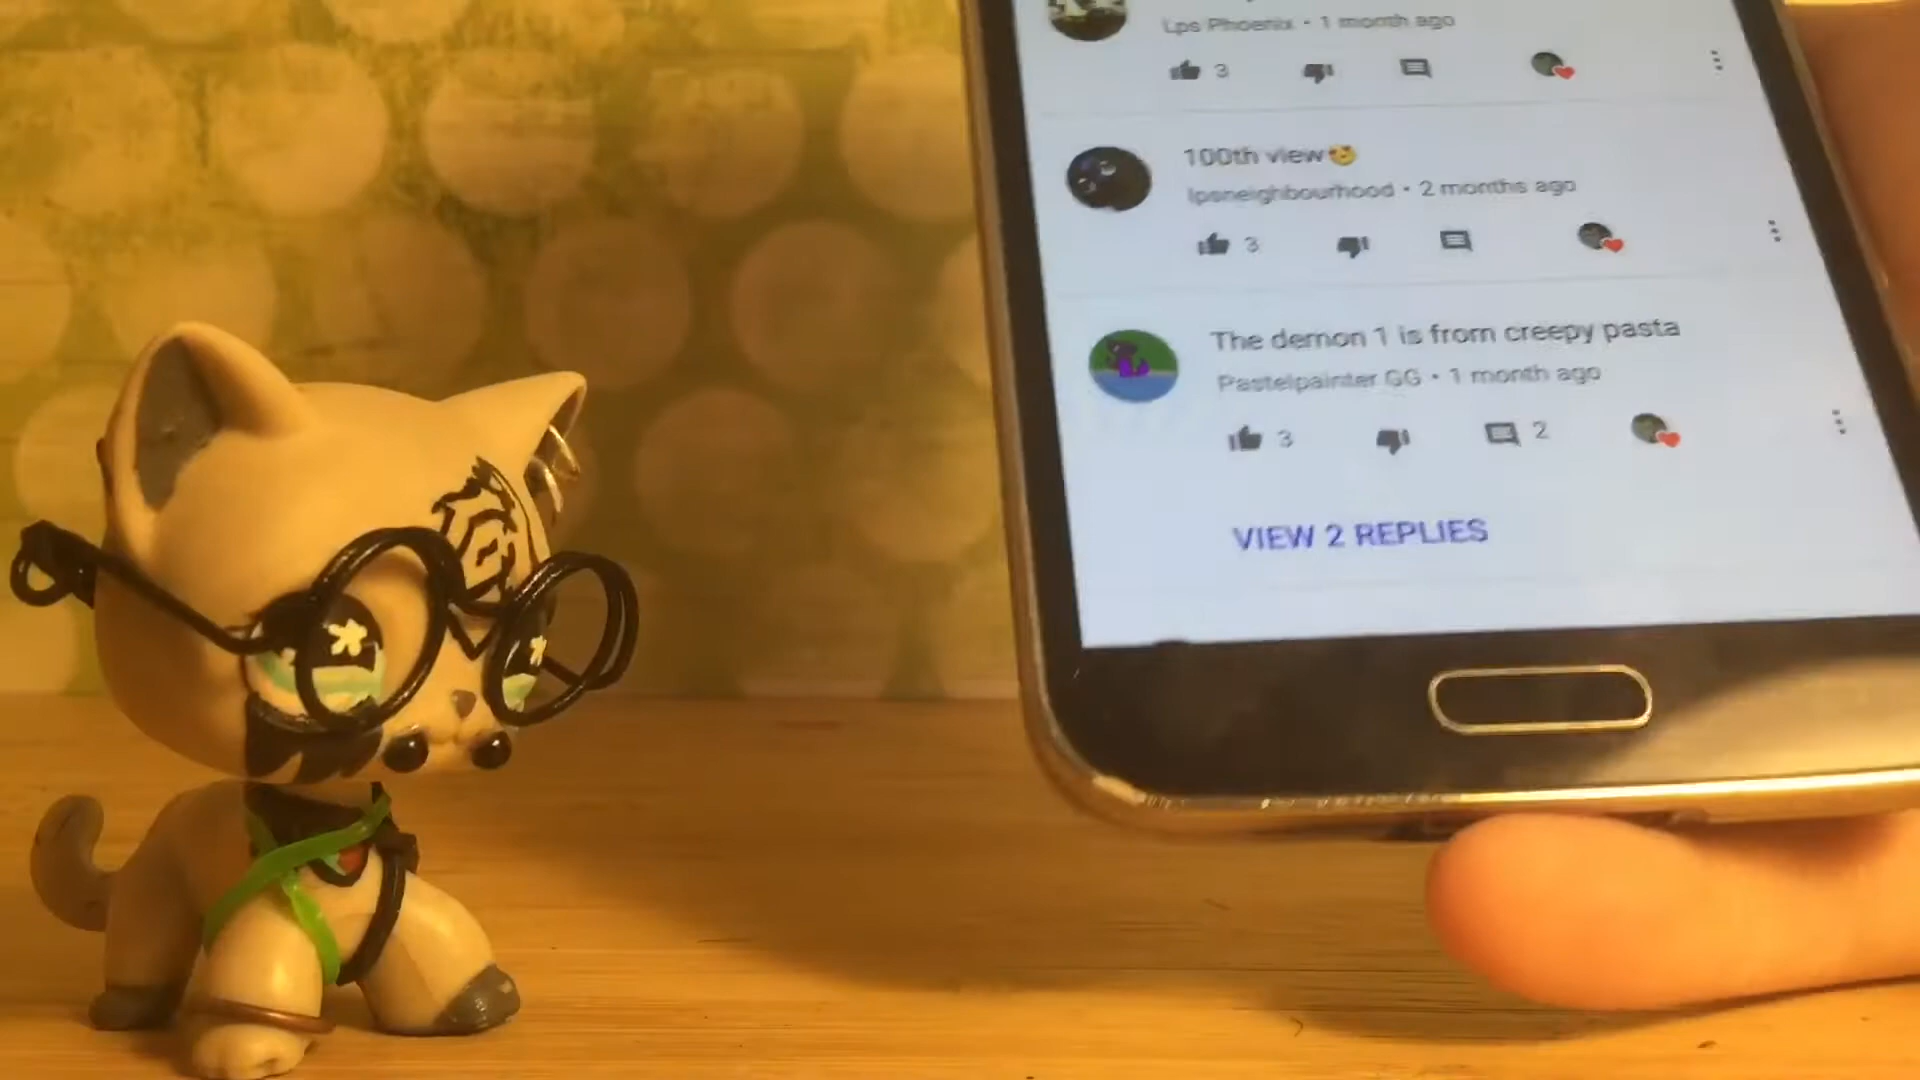 Lps Phoenix • 1 month ago
3
100th view😍
lpsneighbourhood • 2 months ago
3
The demon 1 is from creepy pasta
Pastelpainter GG • 1 month ago
3 2
VIEW 2 REPLIES